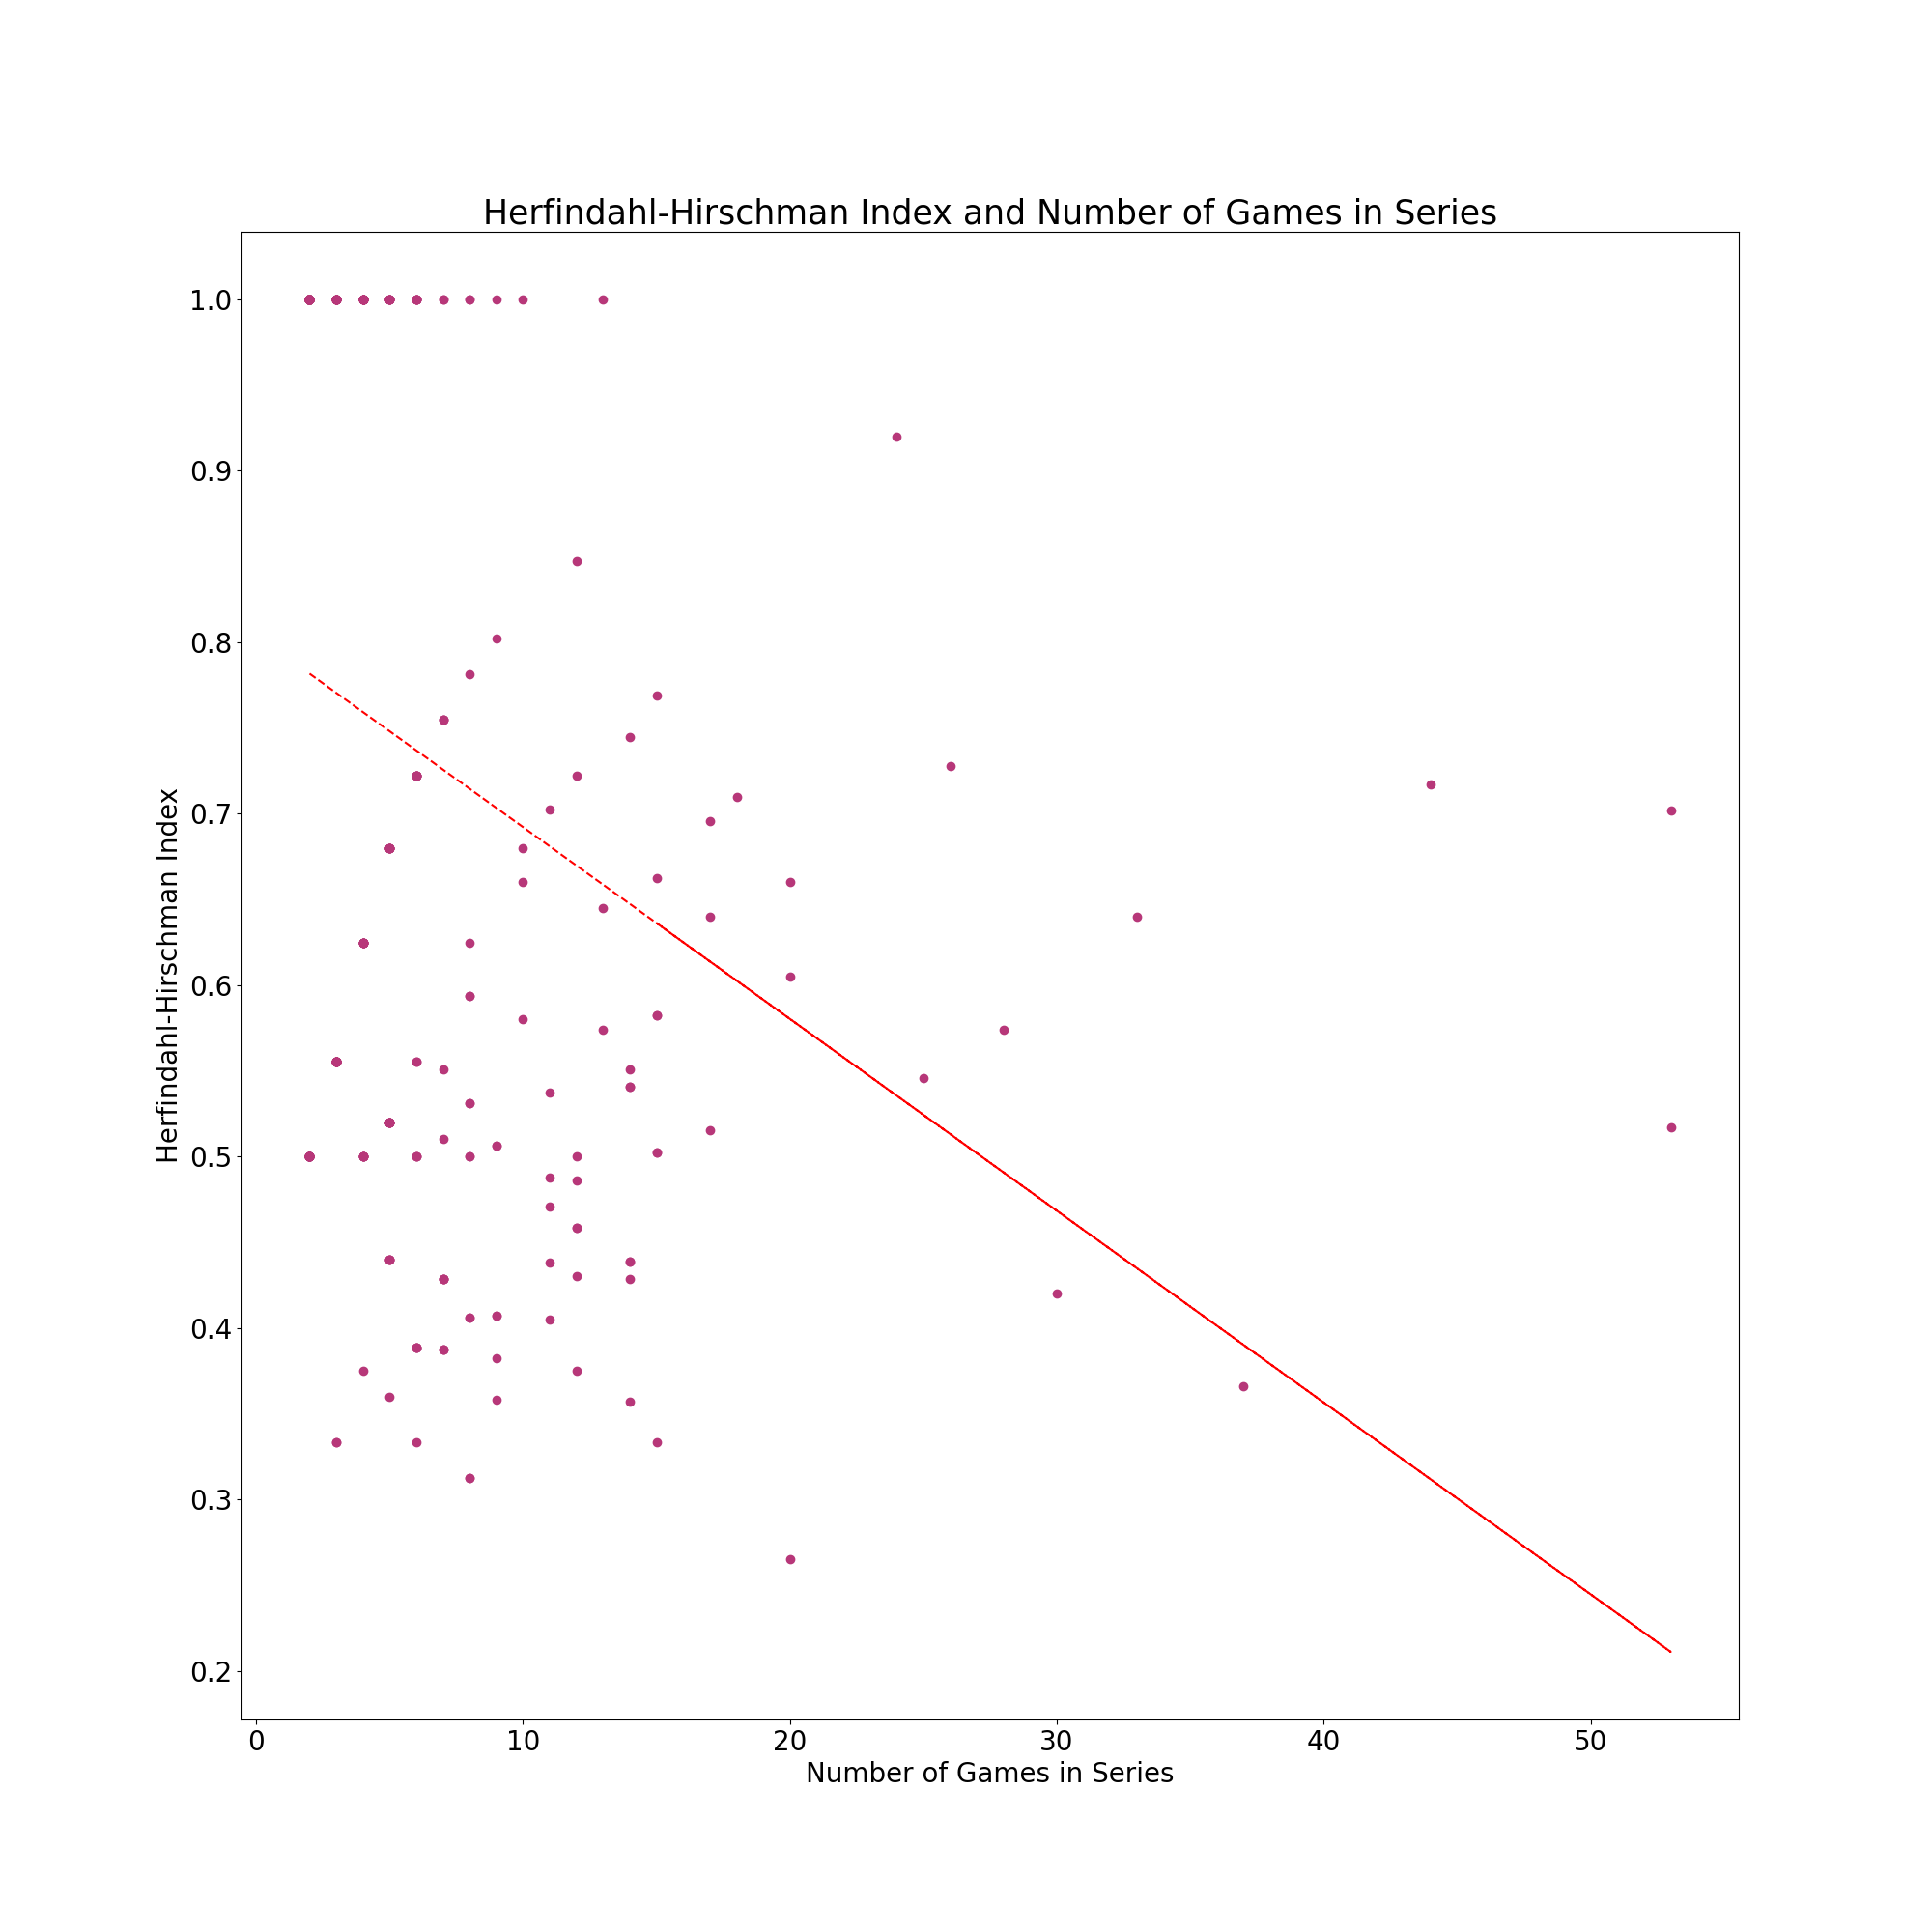 Herfindahl-Hirschman Index and Number of Games in Series
Herfindahl-Hirschman Index
1.0
0.9
0.8
0.7
0.6
0.5
0.4
0.3
0.2
0 10 20 30 40 50
Number of Games in Series